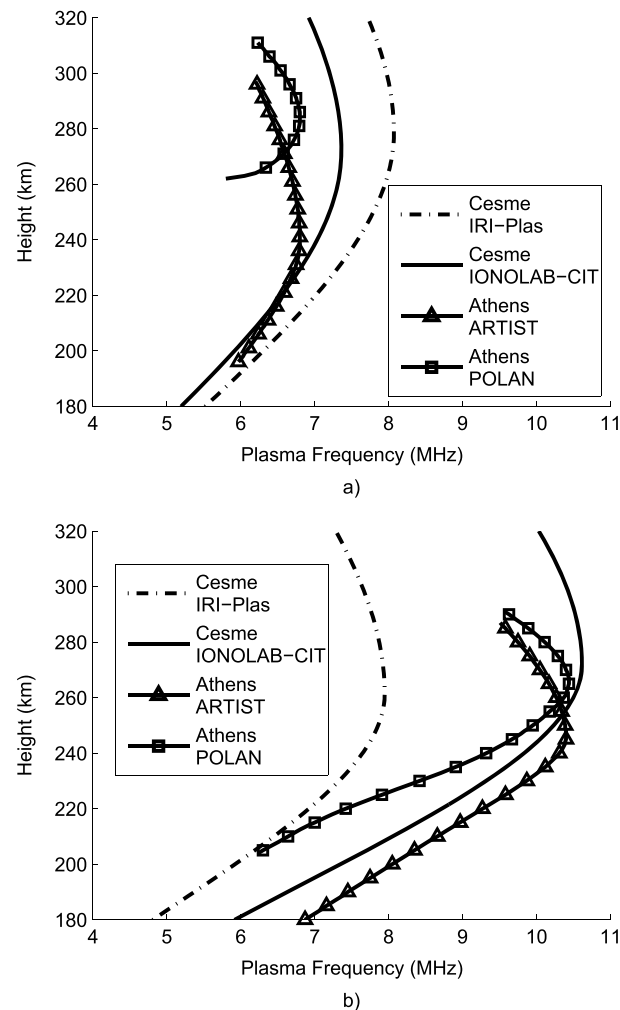 320
300
280
260
240
220
200
180
Height (km)
Cesme
IRI−Plas
Cesme
IONOLAB−CIT
Athens
ARTIST
Athens
POLAN
4 5 6 7 8 9 10 11
Plasma Frequency (MHz)
a)
320
300
280
260
240
220
200
180
Height (km)
Cesme
IRI−Plas
Cesme
IONOLAB−CIT
Athens
ARTIST
Athens
POLAN
4 5 6 7 8 9 10 11
Plasma Frequency (MHz)
b)